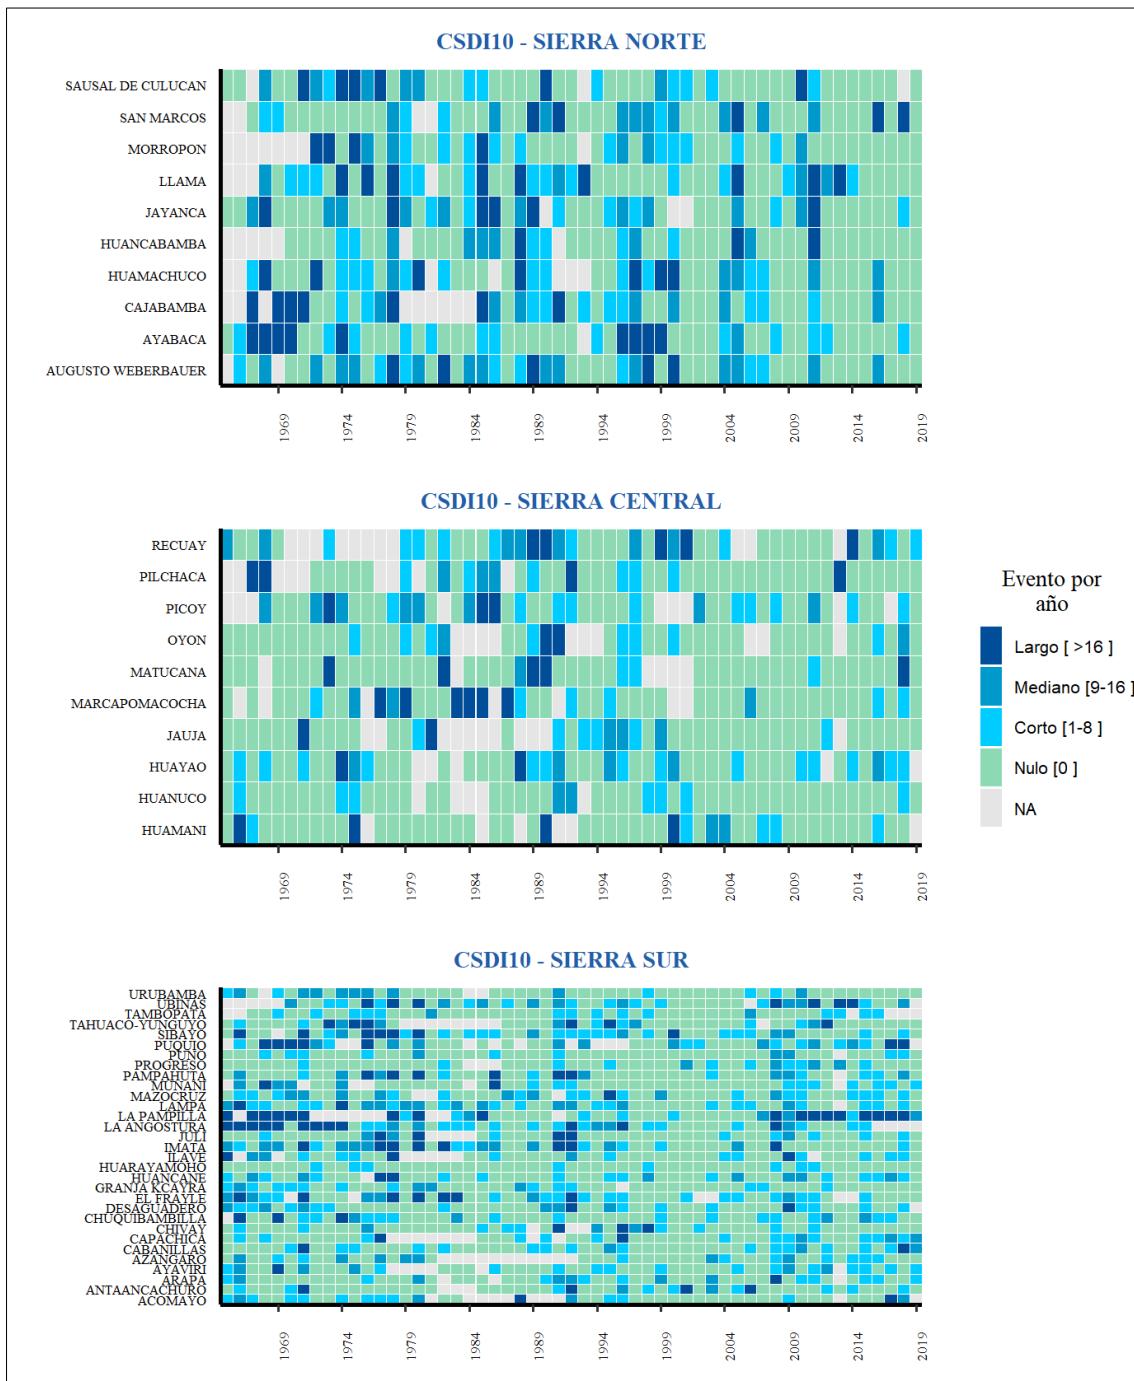 CSDI10 - SIERRA NORTE
SAUSAL DE CULUCAN
SAN MARCOS
MORROPON
LLAMA
JAYANCA
HUANCABAMBA
HUAMACHUCO
CAJABAMBA
AYABACA
AUGUSTO WEBERBAUER
1969 1974 1979 1984 1989 1994 1999 2004 2009 2014 2019
CSDI10 - SIERRA CENTRAL
RECUAY
PILCHACA
PICOY
OYON
MATUCANA
MARCAPOMACOCHA
JAUJA
HUAYAO
HUANUCO
HUAMANI
1969 1974 1979 1984 1989 1994 1999 2004 2009 2014 2019
Evento por
año
Largo [ >16 ]
Mediano [9-16 ]
Corto [1-8 ]
Nulo [0 ]
NA
CSDI10 - SIERRA SUR
URUBAMBA
UBINAS
TAMBOPATA
TAHUACO-YUNGUYO
SIBAYO
PUQUIO
PUNO
PROGRESO
PAMPAHUTA
MUNANI
MAZOCRUZ
LAMPA
LA PAMPILLA
LA ANGOSTURA
JULI
IMATA
ILAVE
HUARAYAMOHO
HUANCANE
GRANJA KCAYRA
EL FRAYLE
DESAGUADERO
CHUQUIBAMBILLA
CHIVAY
CAPACHICA
CABANILLAS
AZANGARO
AYAVIRI
ARAPA
ANTAANCACHURO
ACOMAYO
1969 1974 1979 1984 1989 1994 1999 2004 2009 2014 2019